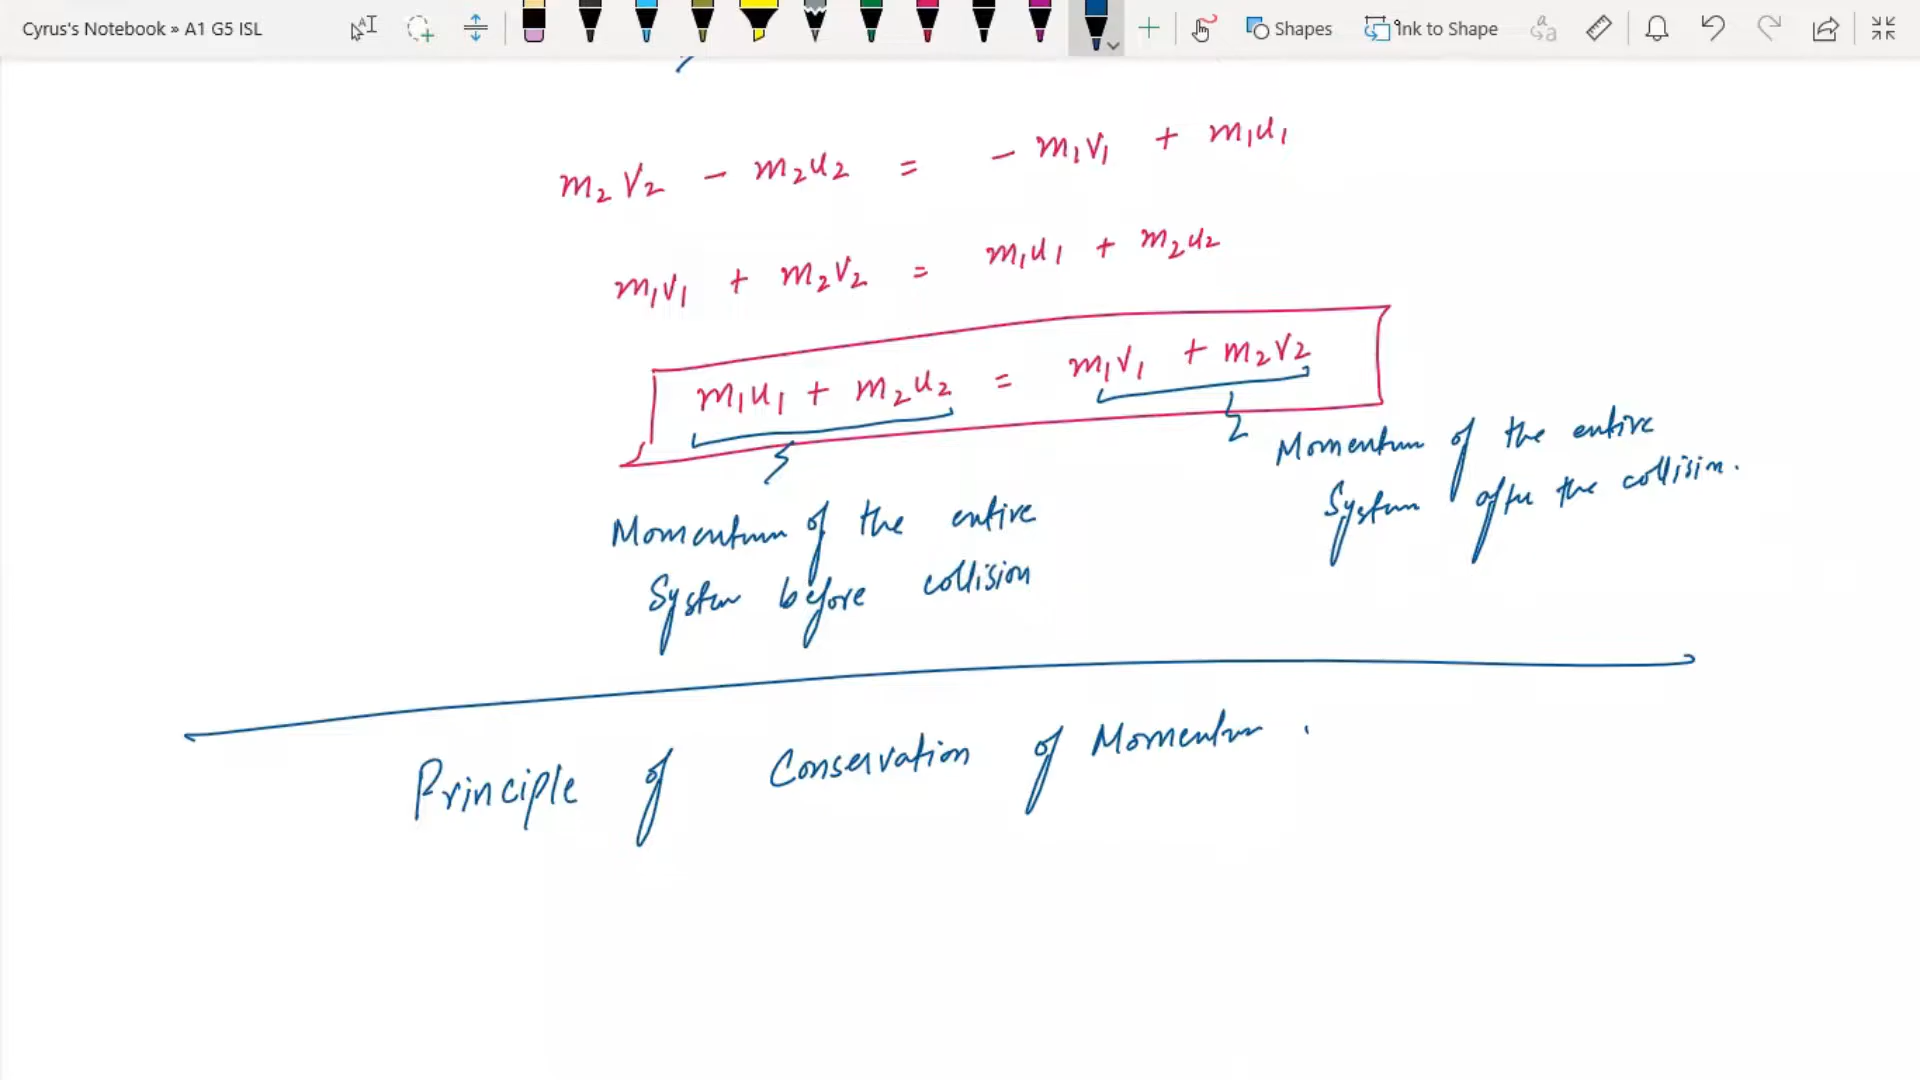 Cyrus's Notebook » A1 G5 ISL
Shapes
Ink to Shape
m₂v₂ - m₂u₂ = - m₁v₁ + m₁u₁
m₁v₁ + m₂v₂ = m₁u₁ + m₂u₂
m₁u₁ + m₂u₂ = m₁v₁ + m₂v₂
Momentum of the entire
System after the collision.
Momentum of the entire
System before collision
Principle of Conservation of Momentum.